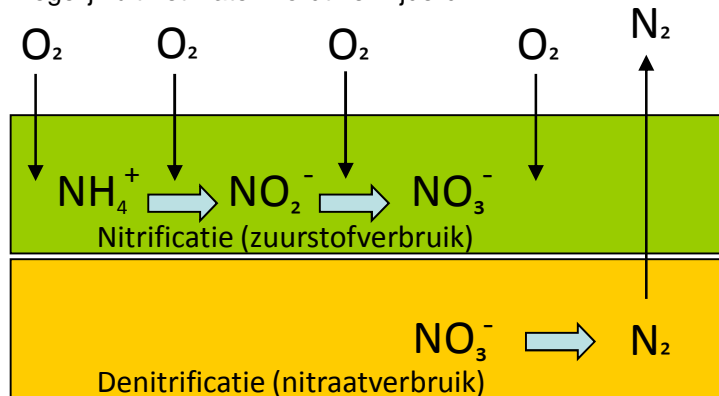 O₂ O₂ O₂ O₂ N₂
NH₄⁺ NO₂⁻ NO₃⁻
Nitrificatie (zuurstofverbruik)
NO₃⁻ N₂
Denitrificatie (nitraatverbruik)